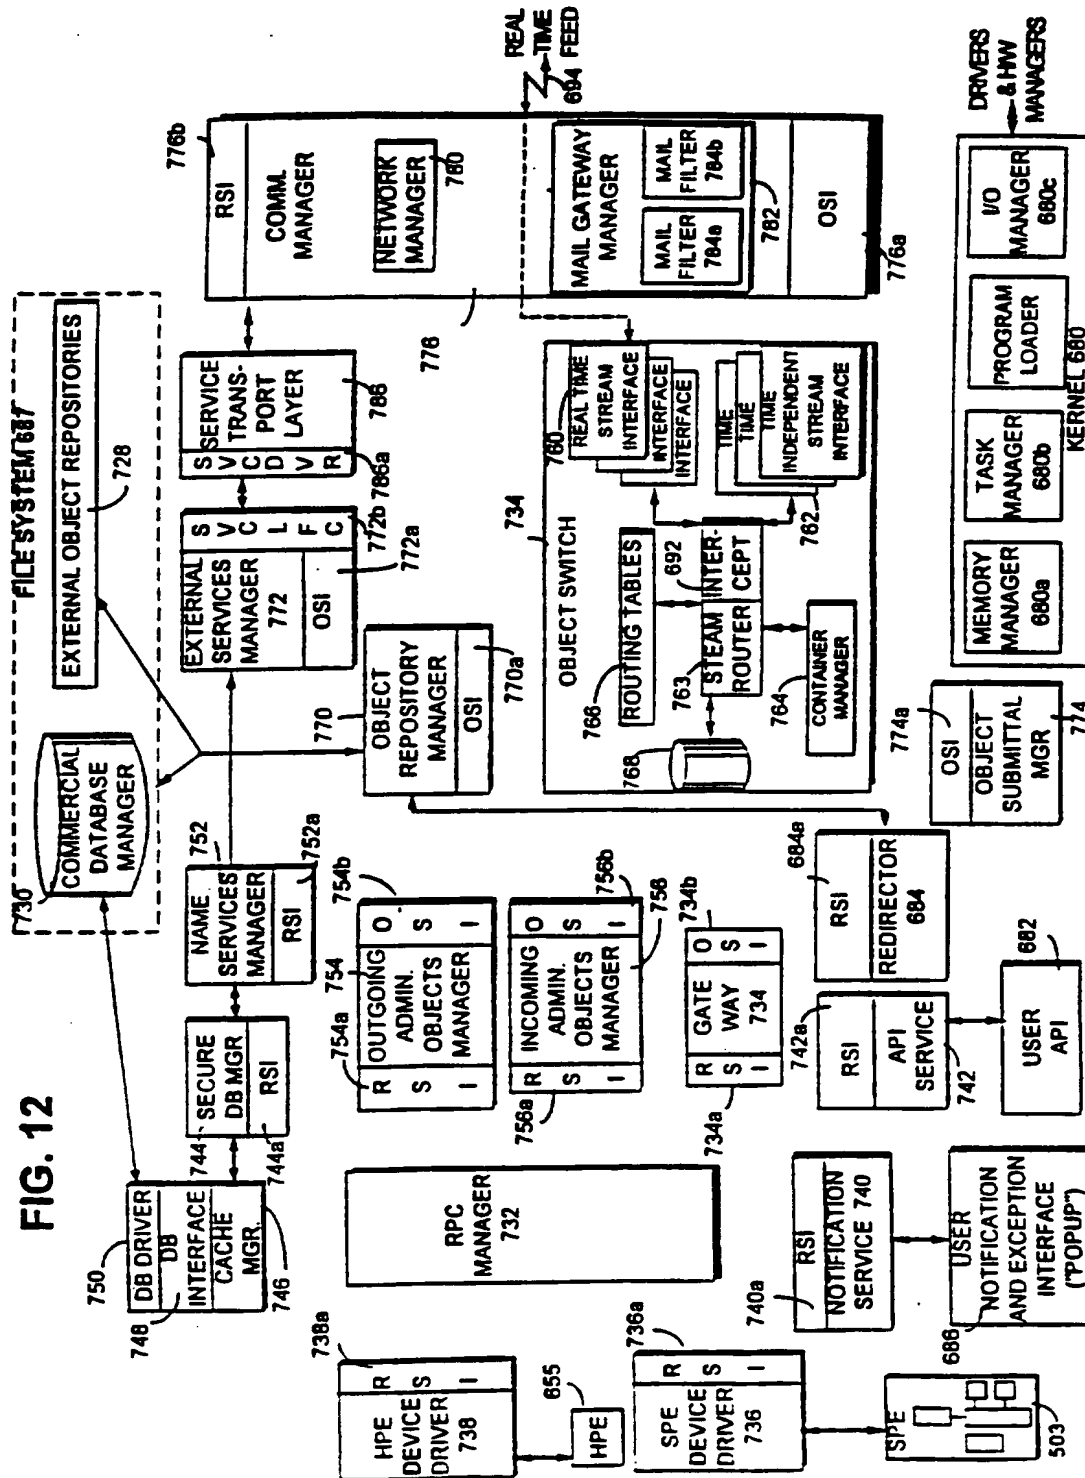 FIG. 12
FILE SYSTEM 687
730
COMMERCIAL
DATABASE
MANAGER
EXTERNAL OBJECT REPOSITORIES
728
750
DB DRIVER
748
DB
INTERFACE
CACHE
MGR.
746
744
SECURE
DB MGR
RSI
744a
752
NAME
SERVICES
MANAGER
RSI
752a
EXTERNAL
SERVICES
MANAGER
772
OSI
772a
S
V
C
L
F
C
772b
S
V
C
D
V
R
786a
SERVICE
TRANS-
PORT
LAYER
786
776b
RSI
COMM.
MANAGER
NETWORK
MANAGER
780
776
MAIL GATEWAY
MANAGER
MAIL
FILTER
784a
MAIL
FILTER
784b
782
OSI
776a
REAL
TIME
FEED
694
738a
HPE
DEVICE
DRIVER
738
R
S
I
655
HPE
RPC
MANAGER
732
754a
R
S
I
754
OUTGOING
ADMIN.
OBJECTS
MANAGER
754b
O
S
I
756a
R
S
I
INCOMING
ADMIN.
OBJECTS
MANAGER
756b
O
S
I
756
770
OBJECT
REPOSITORY
MANAGER
OSI
770a
734
OBJECT SWITCH
768
766
ROUTING TABLES
763
STEAM
ROUTER
692
INTER-
CEPT
764
CONTAINER
MANAGER
760
REAL TIME
STREAM
INTERFACE
INTERFACE
INTERFACE
TIME
TIME
TIME
INDEPENDENT
STREAM
INTERFACE
762
736a
SPE
DEVICE
DRIVER
736
R
S
I
734a
R
S
I
GATE
WAY
734
734b
O
S
I
SPE
503
740a
RSI
NOTIFICATION
SERVICE 740
686
USER
NOTIFICATION
AND EXCEPTION
INTERFACE
("POPUP")
742a
RSI
API
SERVICE
742
USER
API
682
684a
RSI
REDIRECTOR
684
774a
OSI
OBJECT
SUBMITTAL
MGR
774
MEMORY
MANAGER
680a
TASK
MANAGER
680b
PROGRAM
LOADER
I/O
MANAGER
680c
KERNEL 680
DRIVERS
& HW
MANAGERS